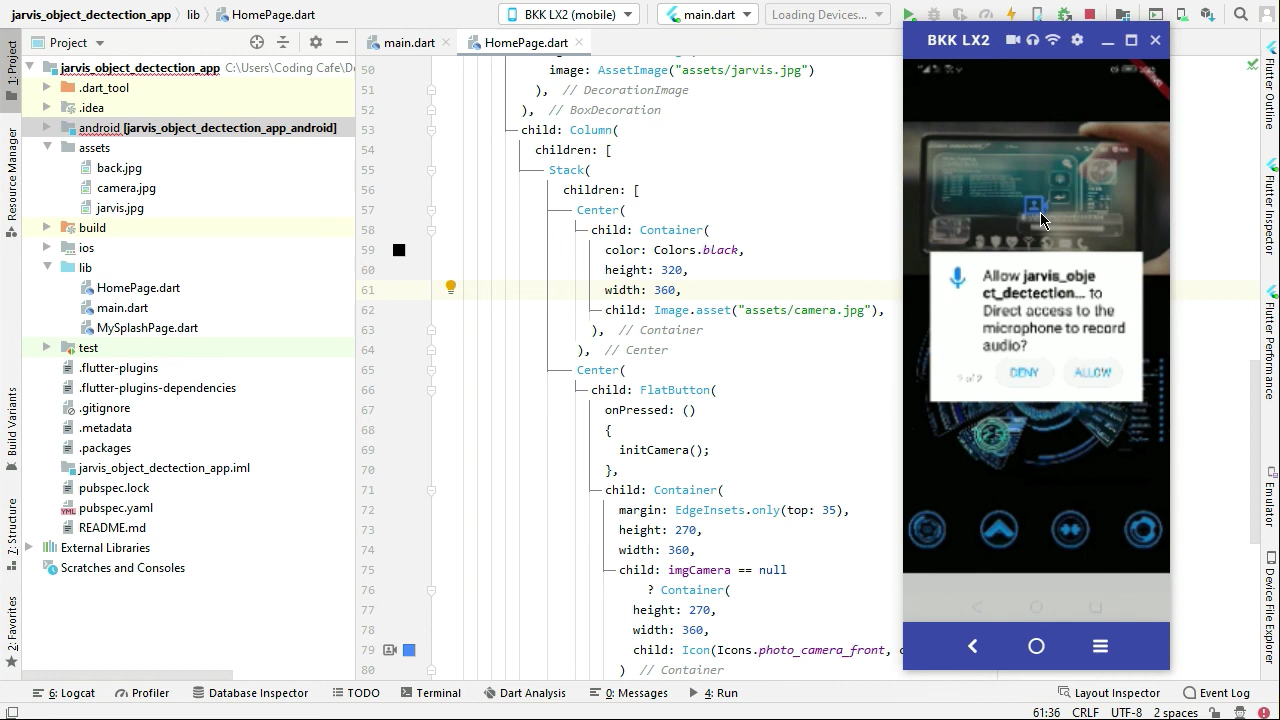 jarvis_object_dectection_app
lib
HomePage.dart
BKK LX2 (mobile)
main.dart
Loading Devices...
Project
main.dart
HomePage.dart
jarvis_object_dectection_app C:\Users\Coding Cafe\De
.dart_tool
.idea
android [jarvis_object_dectection_app_android]
assets
back.jpg
camera.jpg
jarvis.jpg
build
ios
lib
HomePage.dart
main.dart
MySplashPage.dart
test
.flutter-plugins
.flutter-plugins-dependencies
.gitignore
.metadata
.packages
jarvis_object_dectection_app.iml
pubspec.lock
pubspec.yaml
README.md
External Libraries
Scratches and Consoles
1: Project
Resource Manager
Build Variants
Z: Structure
2: Favorites
50 image: AssetImage("assets/jarvis.jpg")
51 ), // DecorationImage
52 ), // BoxDecoration
53 child: Column(
54 children: [
55 Stack(
56 children: [
57 Center(
58 child: Container(
59 color: Colors.black,
60 height: 320,
61 width: 360,
62 child: Image.asset("assets/camera.jpg"),
63 ), // Container
64 ), // Center
65 Center(
66 child: FlatButton(
67 onPressed: ()
68 {
69 initCamera();
70 },
71 child: Container(
72 margin: EdgeInsets.only(top: 35),
73 height: 270,
74 width: 360,
75 child: imgCamera == null
76 ? Container(
77 height: 270,
78 width: 360,
79 child: Icon(Icons.photo_camera_front,
80 ) // Container
BKK LX2
Allow jarvis_obje
ct_dectection... to
Direct access to the
microphone to record
audio?
2 of 2
DENY
ALLOW
Flutter Outline
Flutter Inspector
Flutter Performance
Emulator
Device File Explorer
6: Logcat
Profiler
Database Inspector
TODO
Terminal
Dart Analysis
0: Messages
4: Run
Layout Inspector
Event Log
61:36
CRLF
UTF-8
2 spaces